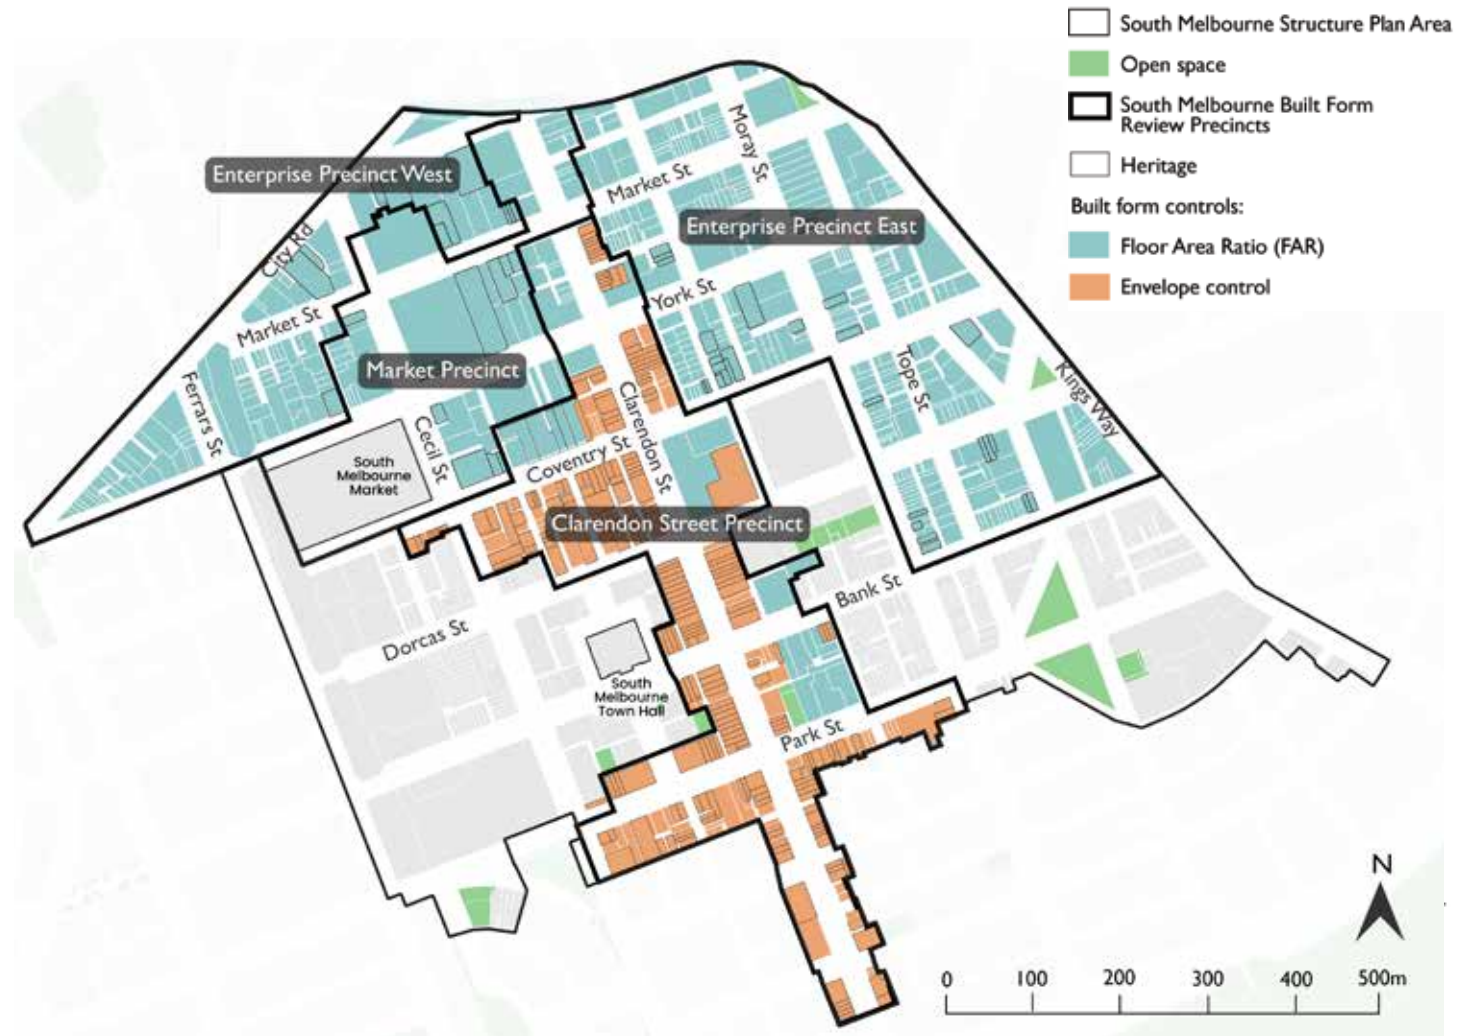 South Melbourne Structure Plan Area
Open space
South Melbourne Built Form
Review Precincts
Heritage
Built form controls:
Floor Area Ratio (FAR)
Envelope control
Moray St
Enterprise Precinct West
Market St
Enterprise Precinct East
City Rd
York St
Market St
Market Precinct
Tope St
Kings Way
Ferrars St
Clarendon St
Cecil St
Coventry St
South
Melbourne
Market
Clarendon Street Precinct
Bank St
Dorcas St
South
Melbourne
Town Hall
Park St
N
0 100 200 300 400 500m